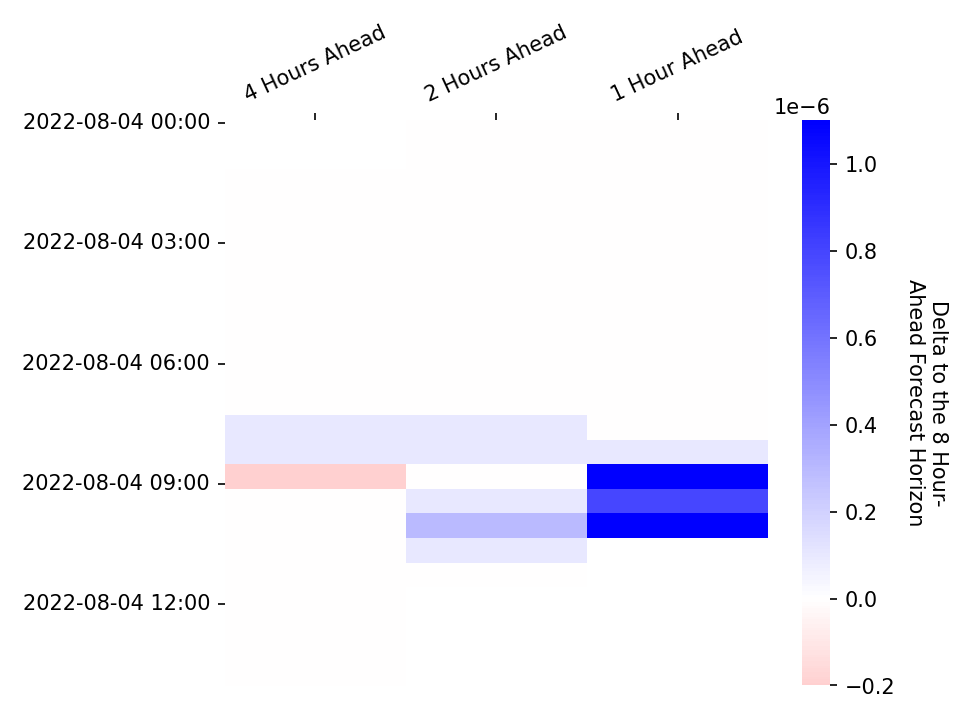 4 Hours Ahead
2 Hours Ahead
1 Hour Ahead
1e−6
2022-08-04 00:00
2022-08-04 03:00
2022-08-04 06:00
2022-08-04 09:00
2022-08-04 12:00
1.0
0.8
0.6
0.4
0.2
0.0
−0.2
Delta to the 8 Hour-
Ahead Forecast Horizon